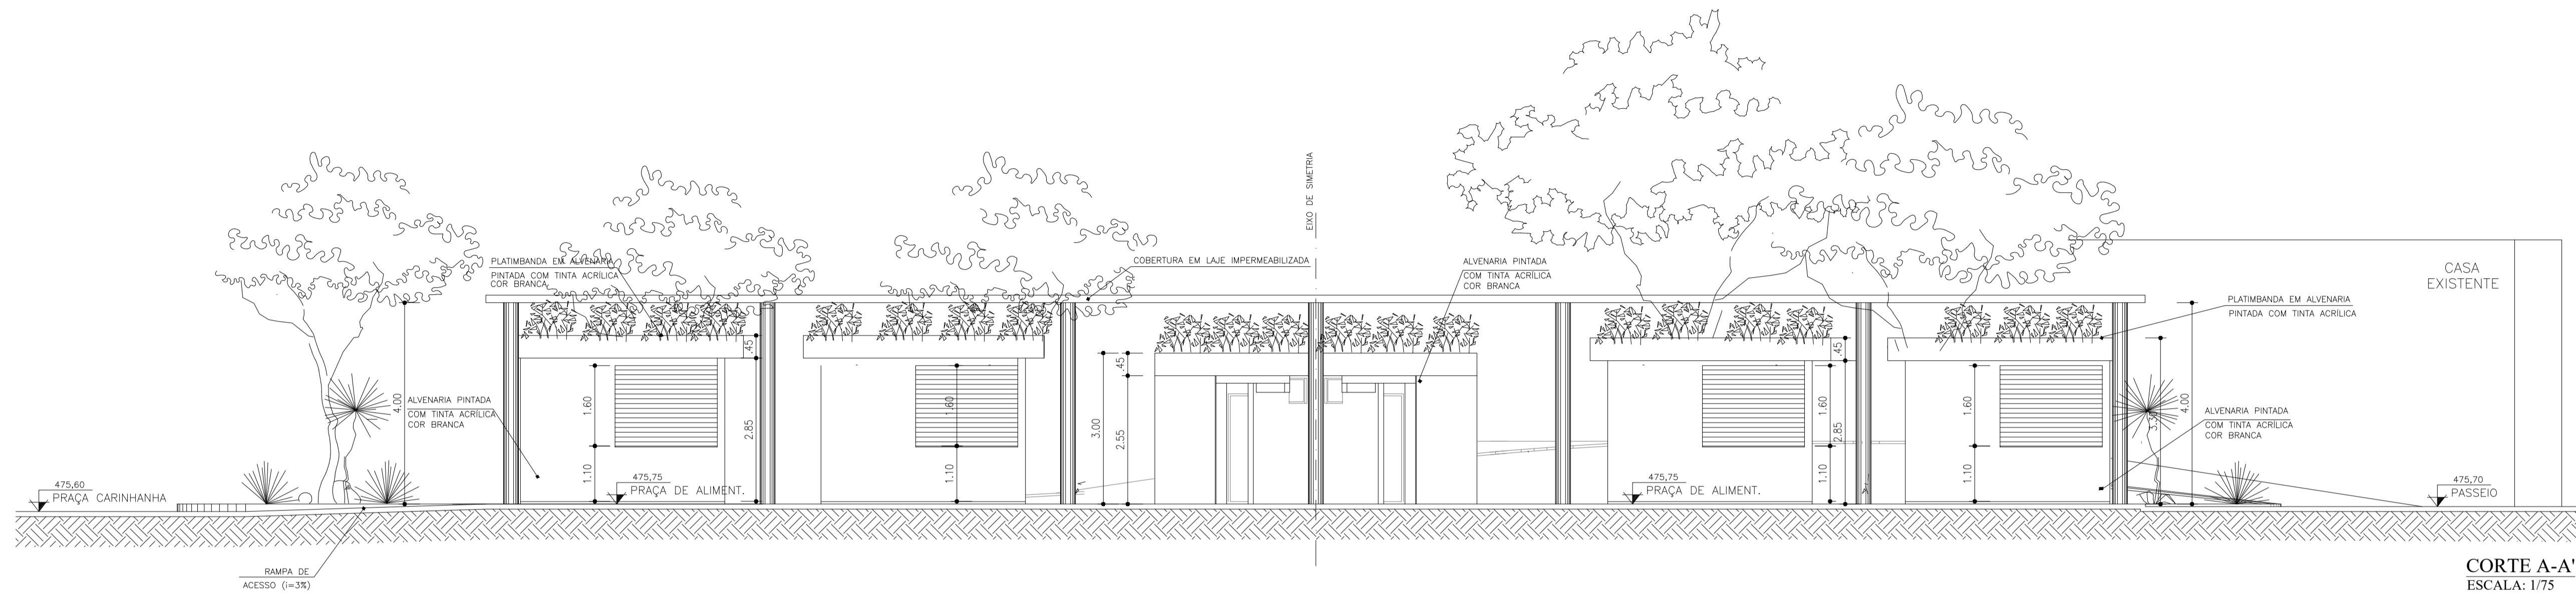 EIXO DE SIMETRIA
PLATIMBANDA EM ALVENARIA
PINTADA COM TINTA ACRÍLICA
COR BRANCA
COBERTURA EM LAJE IMPERMEABILIZADA
ALVENARIA PINTADA
COM TINTA ACRÍLICA
COR BRANCA
CASA
EXISTENTE
PLATIMBANDA EM ALVENARIA
PINTADA COM TINTA ACRÍLICA
4.00
ALVENARIA PINTADA
COM TINTA ACRÍLICA
COR BRANCA
1.60
1.10
.45
2.85
1.60
1.10
3.00
.45
2.55
1.60
1.10
.45
2.85
1.60
1.10
4.00
ALVENARIA PINTADA
COM TINTA ACRÍLICA
COR BRANCA
475,60
PRAÇA CARINHANHA
475,75
PRAÇA DE ALIMENT.
475,75
PRAÇA DE ALIMENT.
475,70
PASSEIO
RAMPA DE
ACESSO (i=3%)
CORTE A-A'
ESCALA: 1/75